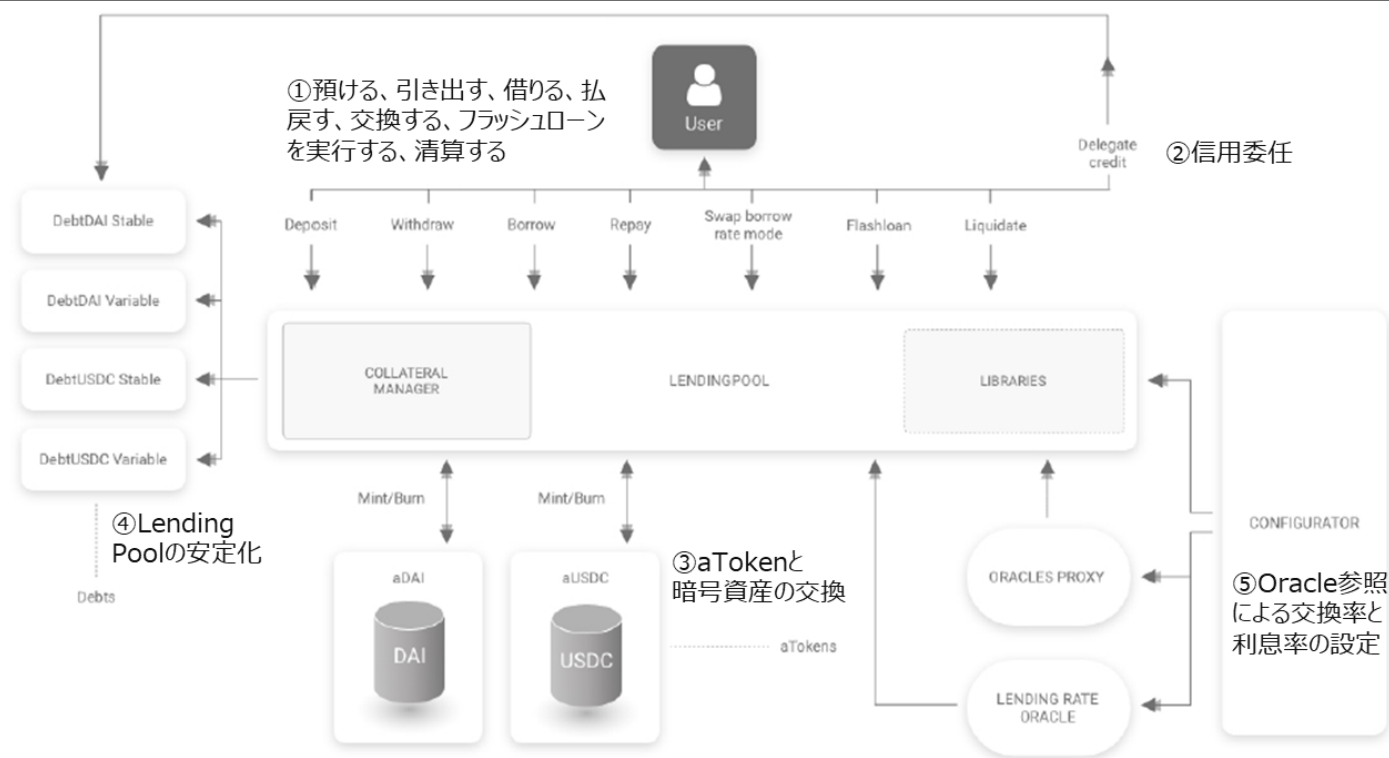 ①預ける、引き出す、借りる、払
戻す、交換する、フラッシュローン
を実行する、清算する
User
Delegate
credit
②信用委任
DebtDAI Stable
Deposit
Withdraw
Borrow
Repay
Swap borrow
rate mode
Flashloan
Liquidate
DebtDAI Variable
DebtUSDC Stable
COLLATERAL
MANAGER
LENDINGPOOL
LIBRARIES
DebtUSDC Variable
Mint/Burn
Mint/Burn
④Lending
Poolの安定化
Debts
aDAI
DAI
aUSDC
USDC
③aTokenと
暗号資産の交換
aTokens
ORACLES PROXY
LENDING RATE
ORACLE
CONFIGURATOR
⑤Oracle参照
による交換率と
利息率の設定